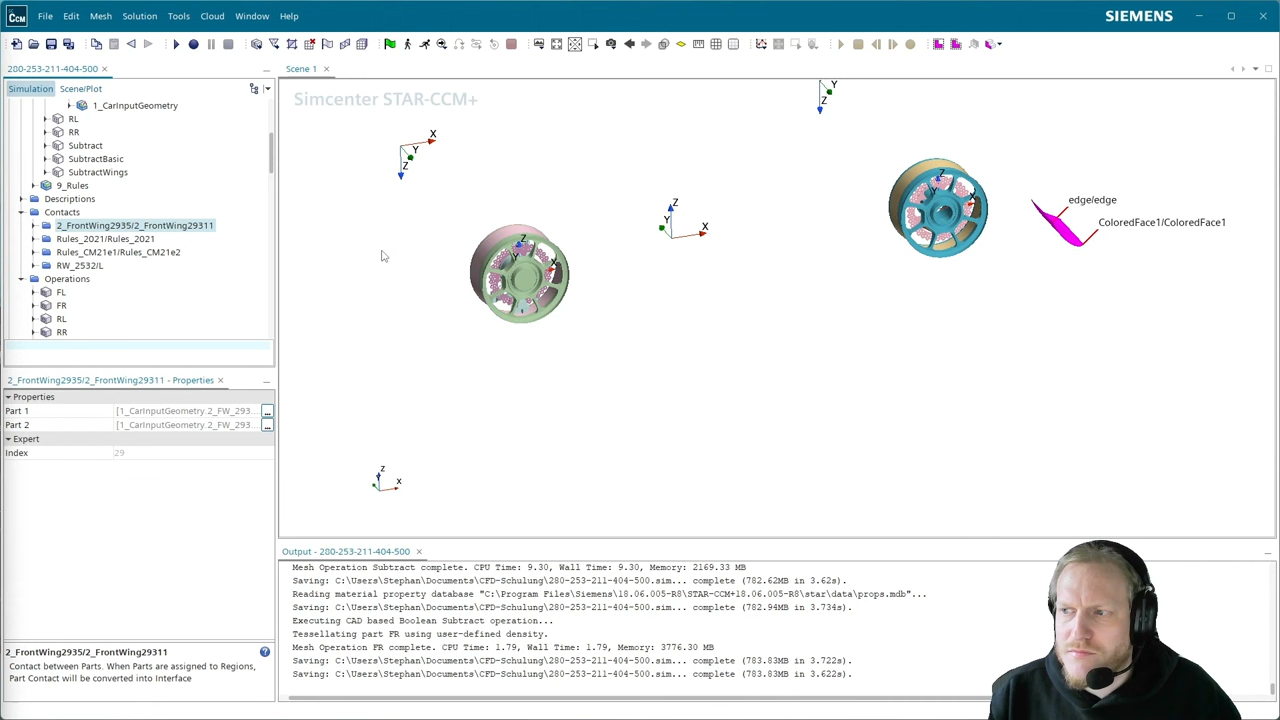 CCM
File Edit Mesh Solution Tools Cloud Window Help
SIEMENS
280-253-211-404-500
Simulation Scene/Plot
1_CarInputGeometry
RL
RR
Subtract
SubtractBasic
SubtractWings
9_Rules
Descriptions
Contacts
2_FrontWing2935/2_FrontWing29311
Rules_2021/Rules_2021
Rules_CM21e1/Rules_CM21e2
RW_2532/L
Operations
FL
FR
RL
RR
2_FrontWing2935/2_FrontWing29311 - Properties
Properties
Part 1 [1_CarInputGeometry.2_FW_293... ...
Part 2 [1_CarInputGeometry.2_FW_293... ...
Expert
Index 29
2_FrontWing2935/2_FrontWing29311
Contact between Parts. When Parts are assigned to Regions,
Part Contact will be converted into Interface
Scene 1
Simcenter STAR-CCM+
Y
Z
X
Y
Z
Z
Y
X
Z
Y
X
Z
Y
X
edge/edge
ColoredFace1/ColoredFace1
Z
Y
X
Output - 280-253-211-404-500
Mesh Operation Subtract complete. CPU Time: 9.30, Wall Time: 9.30, Memory: 2169.33 MB
Saving: C:\Users\Stephan\Documents\CFD-Schulung\280-253-211-404-500.sim... complete (782.62MB in 3.62s).
Reading material property database "C:\Program Files\Siemens\18.06.005-R8\STAR-CCM+18.06.005-R8\star\data\props.mdb"...
Saving: C:\Users\Stephan\Documents\CFD-Schulung\280-253-211-404-500.sim... complete (782.94MB in 3.734s).
Executing CAD based Boolean Subtract operation...
Tessellating part FR using user-defined density.
Mesh Operation FR complete. CPU Time: 1.79, Wall Time: 1.79, Memory: 3776.30 MB
Saving: C:\Users\Stephan\Documents\CFD-Schulung\280-253-211-404-500.sim... complete (783.83MB in 3.722s).
Saving: C:\Users\Stephan\Documents\CFD-Schulung\280-253-211-404-500.sim... complete (783.83MB in 3.622s).